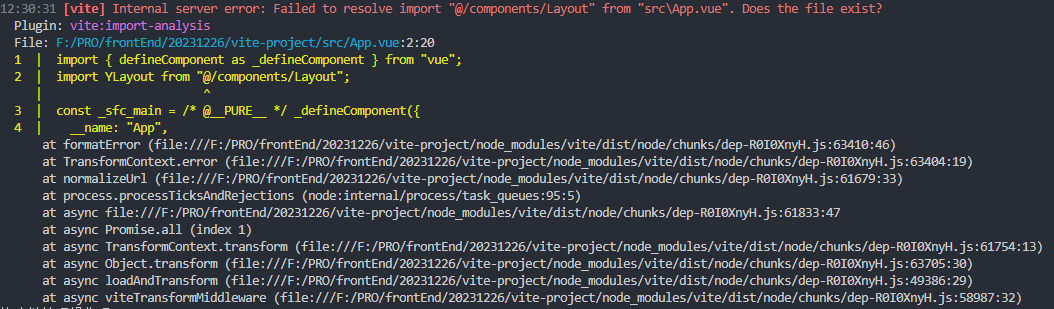 12:30:31 [vite] Internal server error: Failed to resolve import "@/components/Layout" from "src\App.vue". Does the file exist?
Plugin: vite:import-analysis
File: F:/PRO/frontEnd/20231226/vite-project/src/App.vue:2:20
1 | import { defineComponent as _defineComponent } from "vue";
2 | import YLayout from "@/components/Layout";
| ^
3 | const _sfc_main = /* @__PURE__ */ _defineComponent({
4 | __name: "App",
at formatError (file:///F:/PRO/frontEnd/20231226/vite-project/node_modules/vite/dist/node/chunks/dep-R0I0XnyH.js:63410:46)
at TransformContext.error (file:///F:/PRO/frontEnd/20231226/vite-project/node_modules/vite/dist/node/chunks/dep-R0I0XnyH.js:63404:19)
at normalizeUrl (file:///F:/PRO/frontEnd/20231226/vite-project/node_modules/vite/dist/node/chunks/dep-R0I0XnyH.js:61679:33)
at process.processTicksAndRejections (node:internal/process/task_queues:95:5)
at async file:///F:/PRO/frontEnd/20231226/vite-project/node_modules/vite/dist/node/chunks/dep-R0I0XnyH.js:61833:47
at async Promise.all (index 1)
at async TransformContext.transform (file:///F:/PRO/frontEnd/20231226/vite-project/node_modules/vite/dist/node/chunks/dep-R0I0XnyH.js:61754:13)
at async Object.transform (file:///F:/PRO/frontEnd/20231226/vite-project/node_modules/vite/dist/node/chunks/dep-R0I0XnyH.js:63705:30)
at async loadAndTransform (file:///F:/PRO/frontEnd/20231226/vite-project/node_modules/vite/dist/node/chunks/dep-R0I0XnyH.js:49386:29)
at async viteTransformMiddleware (file:///F:/PRO/frontEnd/20231226/vite-project/node_modules/vite/dist/node/chunks/dep-R0I0XnyH.js:58987:32)